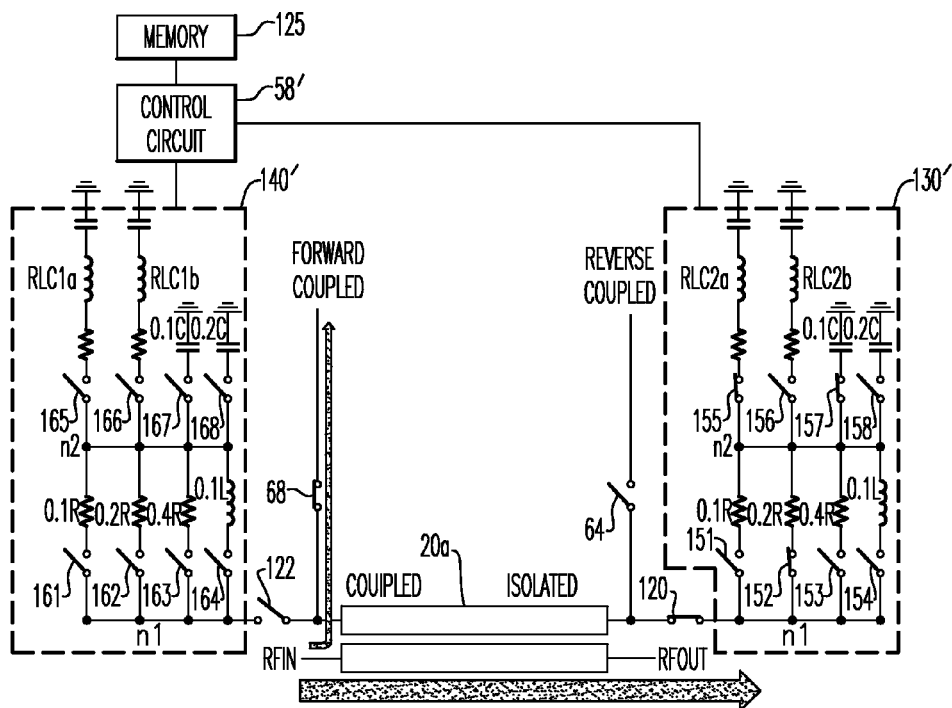 MEMORY
125
58'
CONTROL
CIRCUIT
140'
130'
RLC1a
RLC1b
FORWARD
COUPLED
REVERSE
COUPLED
RLC2a
RLC2b
0.1C
0.2C
0.1C
0.2C
165
166
167
168
155
156
157
158
n2
n2
68
64
0.1R
0.2R
0.4R
0.1L
0.1R
0.2R
0.4R
0.1L
151
161
162
163
164
122
20a
120
152
153
154
COUIPLED
ISOLATED
n1
n1
RFIN
RFOUT